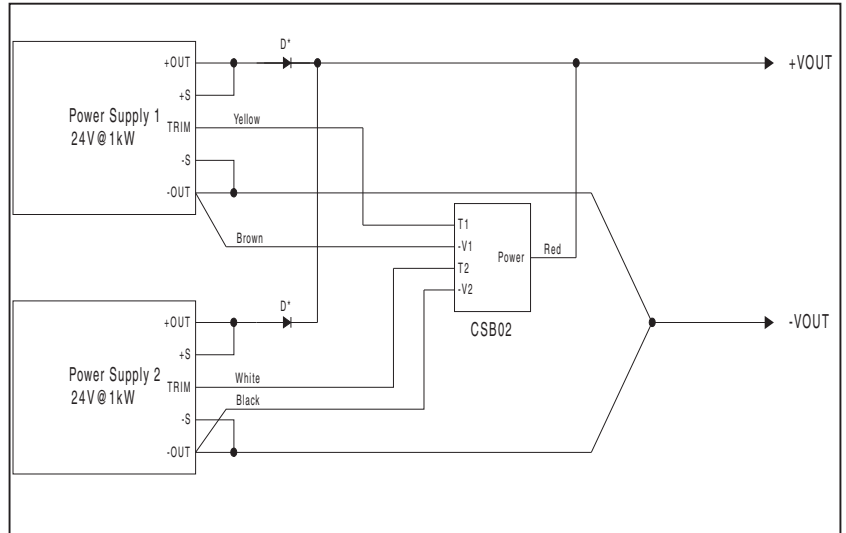 D*
+OUT
+VOUT
+S
Power Supply 1
24V@1kW
TRIM
Yellow
-S
-OUT
Brown
T1
-V1
T2
-V2
Power
Red
CSB02
D*
+OUT
-VOUT
+S
Power Supply 2
24V@1kW
TRIM
White
Black
-S
-OUT